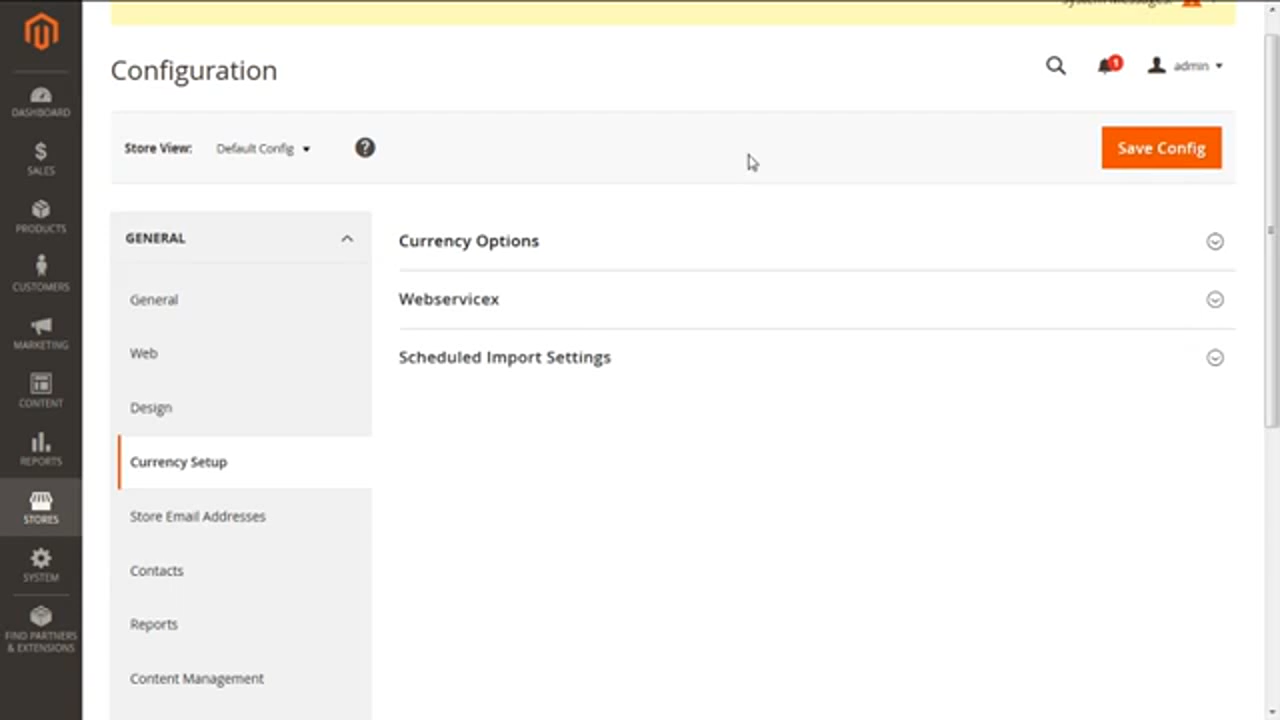 System Messages:
Configuration
1
admin
Store View:
Default Config
?
Save Config
DASHBOARD
$
SALES
PRODUCTS
CUSTOMERS
MARKETING
CONTENT
REPORTS
STORES
SYSTEM
FIND PARTNERS
& EXTENSIONS
GENERAL
General
Web
Design
Currency Setup
Store Email Addresses
Contacts
Reports
Content Management
Currency Options
Webservicex
Scheduled Import Settings